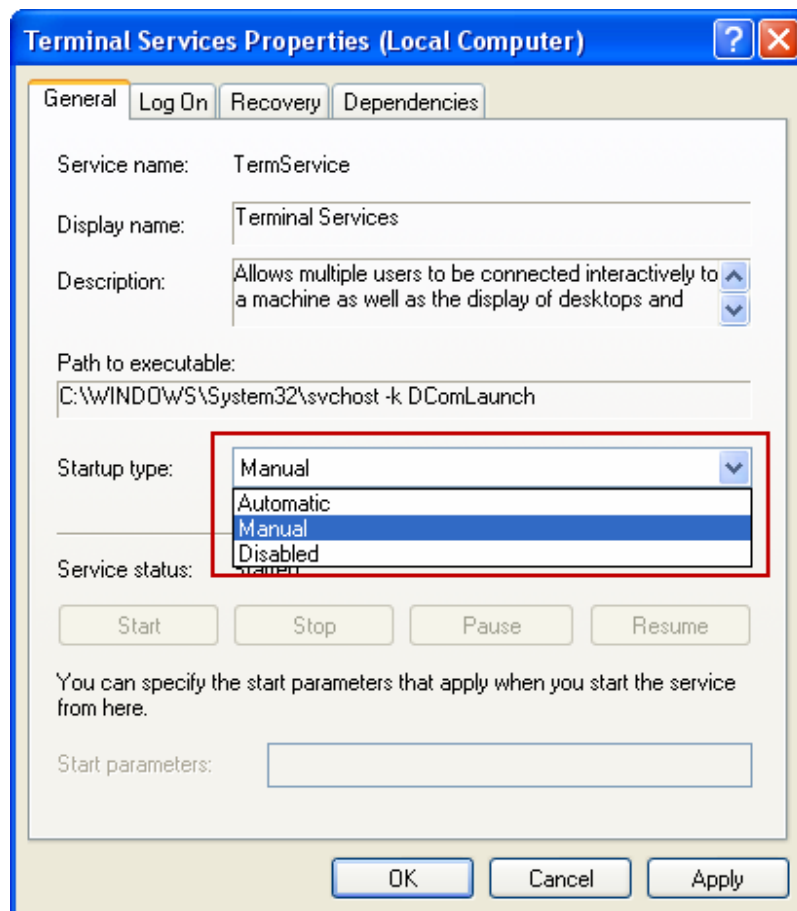 Terminal Services Properties (Local Computer)
General Log On Recovery Dependencies
Service name: TermService
Display name: Terminal Services
Description: Allows multiple users to be connected interactively to
a machine as well as the display of desktops and
Path to executable:
C:\WINDOWS\System32\svchost -k DComLaunch
Startup type: Manual
Automatic
Manual
Disabled
Service status: Started
Start Stop Pause Resume
You can specify the start parameters that apply when you start the service
from here.
Start parameters:
OK Cancel Apply